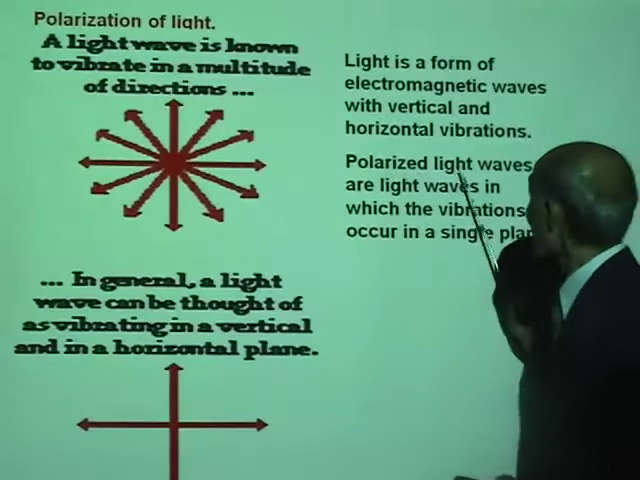 Polarization of light.
A light wave is known
to vibrate in a multitude
of directions ...
... In general, a light
wave can be thought of
as vibrating in a vertical
and in a horizontal plane.
Light is a form of
electromagnetic waves
with vertical and
horizontal vibrations.
Polarized light waves
are light waves in
which the vibrations
occur in a single